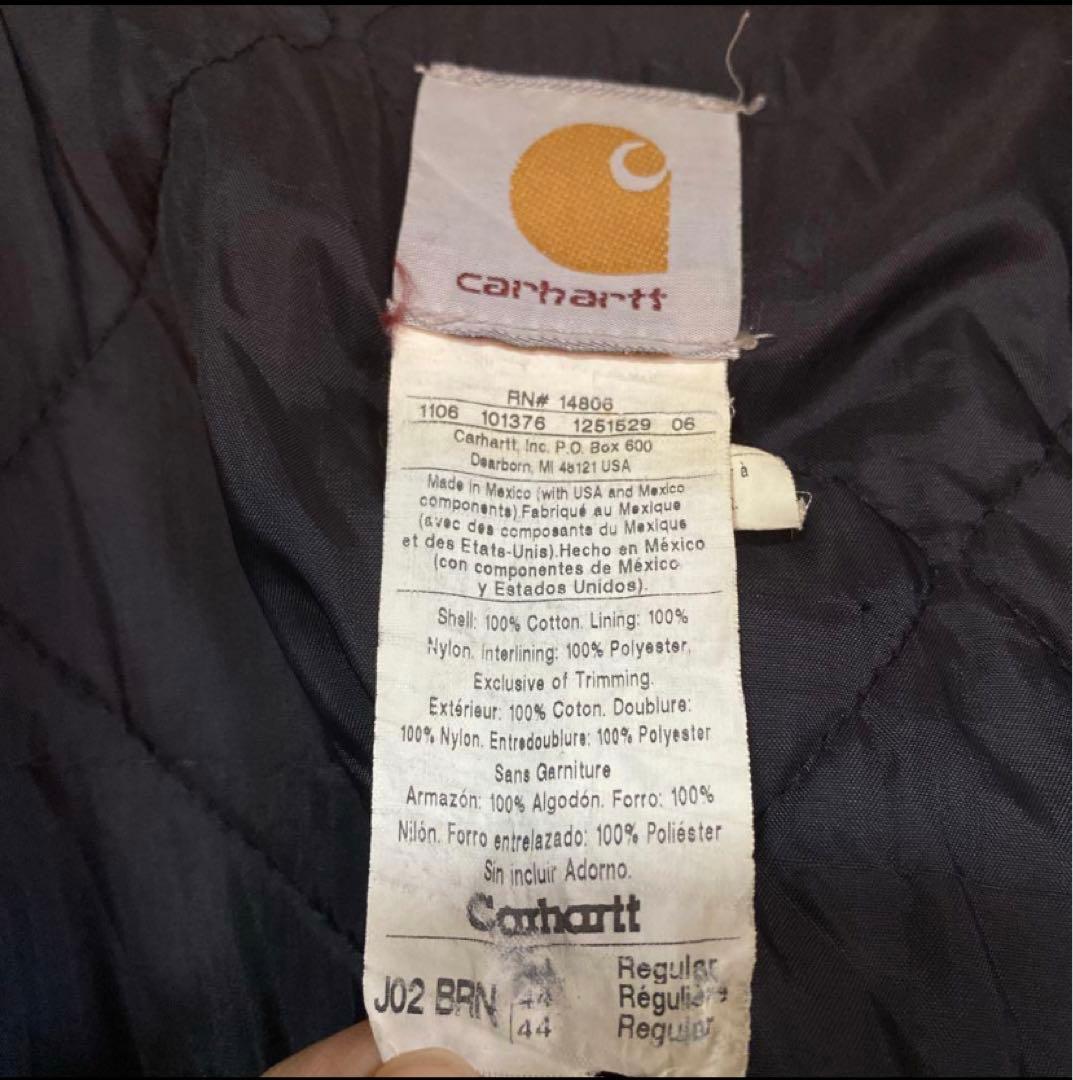 carhartt
RN# 14806
1106 101376 1251529 06
Carhartt, Inc. P.O. Box 600
Dearborn, MI 48121 USA
Made in Mexico (with USA and Mexico
components).Fabriqué au Mexique
(avec des composants du Mexique
et des Etats-Unis).Hecho en México
(con componentes de México
y Estados Unidos).
Shell: 100% Cotton. Lining: 100%
Nylon. Interlining: 100% Polyester.
Exclusive of Trimming.
Extérieur: 100% Coton. Doublure:
100% Nylon. Entredoublure: 100% Polyester
Sans Garniture
Armazón: 100% Algodón. Forro: 100%
Nilón. Forro entrelazado: 100% Poliéster
Sin incluir Adorno.
Carhartt
Regular
J02 BRN 44 Régulière
44 Regular
à